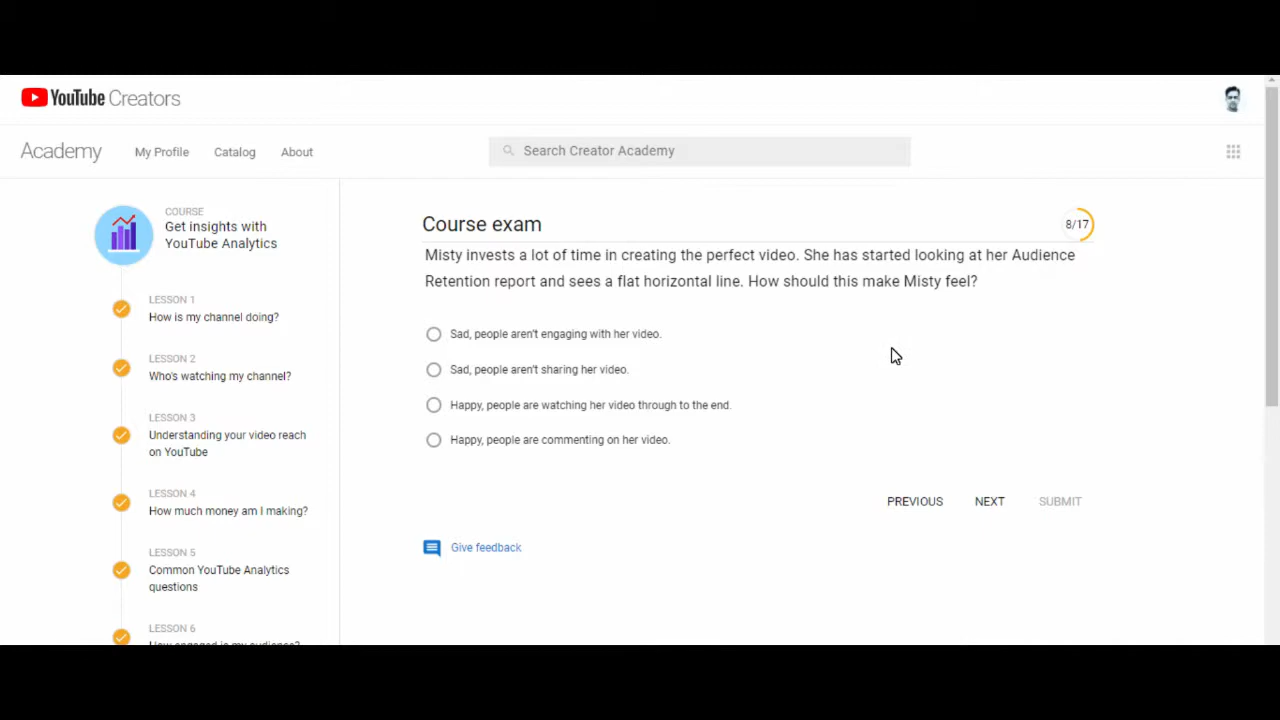 YouTube Creators
Academy
My Profile
Catalog
About
Search Creator Academy
COURSE
Get insights with
YouTube Analytics
LESSON 1
How is my channel doing?
LESSON 2
Who's watching my channel?
LESSON 3
Understanding your video reach
on YouTube
LESSON 4
How much money am I making?
LESSON 5
Common YouTube Analytics
questions
LESSON 6
How engaged is my audience?
Course exam
8/17
Misty invests a lot of time in creating the perfect video. She has started looking at her Audience
Retention report and sees a flat horizontal line. How should this make Misty feel?
Sad, people aren't engaging with her video.
Sad, people aren't sharing her video.
Happy, people are watching her video through to the end.
Happy, people are commenting on her video.
PREVIOUS
NEXT
SUBMIT
Give feedback